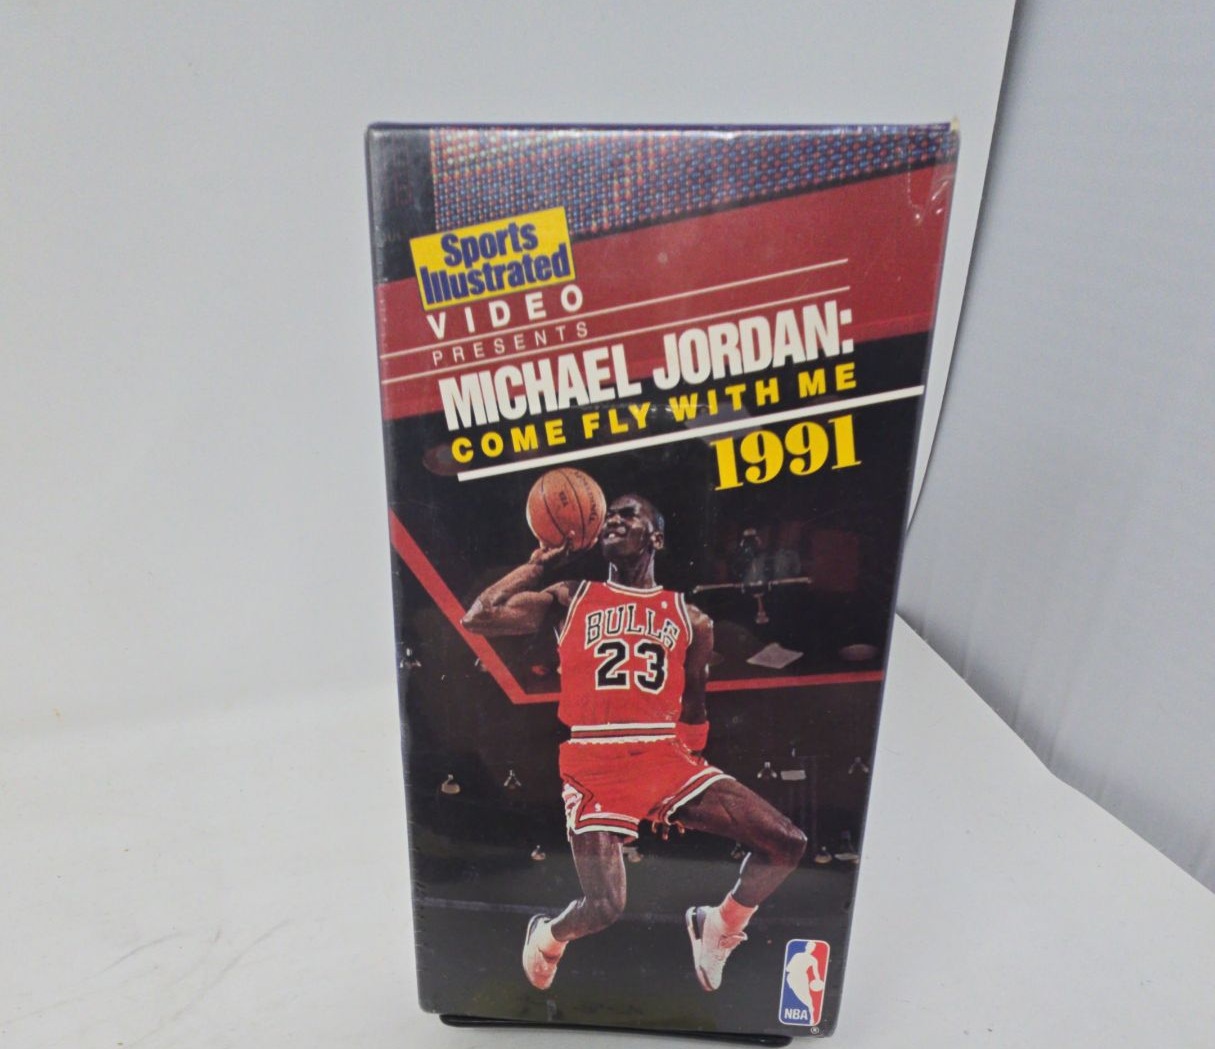 Sports
Illustrated
VIDEO
PRESENTS
MICHAEL JORDAN:
COME FLY WITH ME
1991
BULLS
23
NBA
®